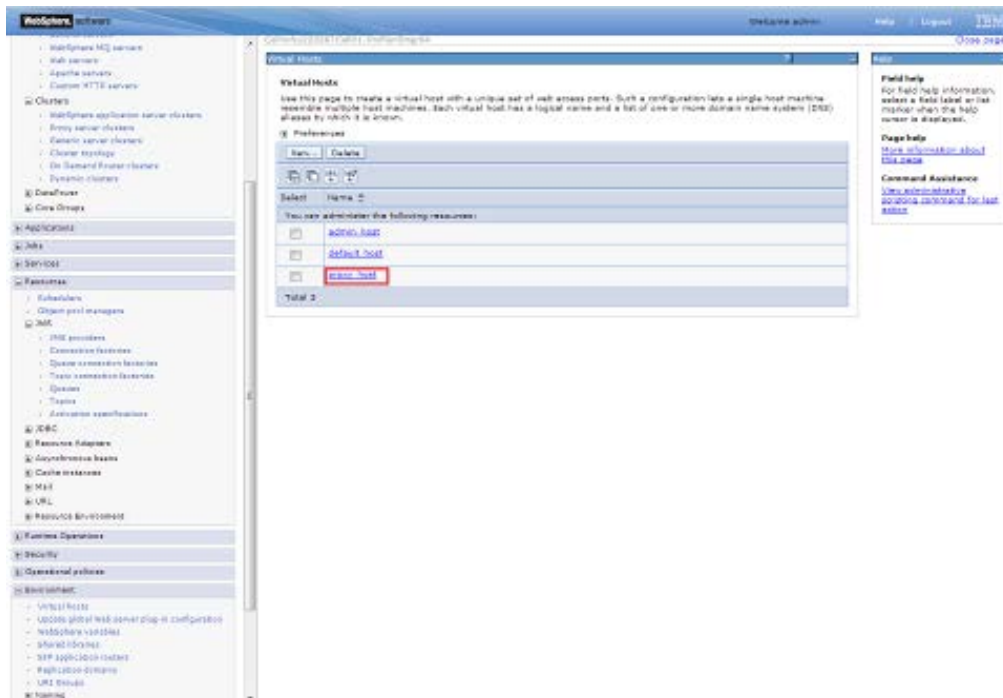 WebSphere. software
Welcome admin
Help
Logout
IBM
WebSphere MQ servers
Web servers
Apache servers
Custom HTTP servers
Clusters
WebSphere application server clusters
Proxy server clusters
Generic server clusters
Cluster topology
On Demand Router clusters
Dynamic clusters
DataPower
Core Groups
Applications
Jobs
Services
Resources
Schedulers
Object pool managers
JMS
JMS providers
Connection factories
Queue connection factories
Topic connection factories
Queues
Topics
Activation specifications
JDBC
Resource Adapters
Asynchronous beans
Cache instances
Mail
URL
Resource Environment
Runtime Operations
Security
Operational policies
Environment
Virtual hosts
Update global Web server plug-in configuration
WebSphere variables
Shared libraries
SIP application routers
Replication domains
URI Groups
Naming
Close page
Virtual Hosts
Virtual Hosts
Use this page to create a virtual host with a unique set of web access ports. Such a configuration lets a single host machine
resemble multiple host machines. Each virtual host has a logical name and a list of one or more domain name system (DNS)
aliases by which it is known.
Preferences
New... Delete
Select Name
You can administer the following resources:
admin_host
default_host
Total 3
Help
Field help
For field help information,
select a field label or list
marker when the help
cursor is displayed.
Page help
More information about
this page
Command Assistance
View administrative
scripting command for last
action